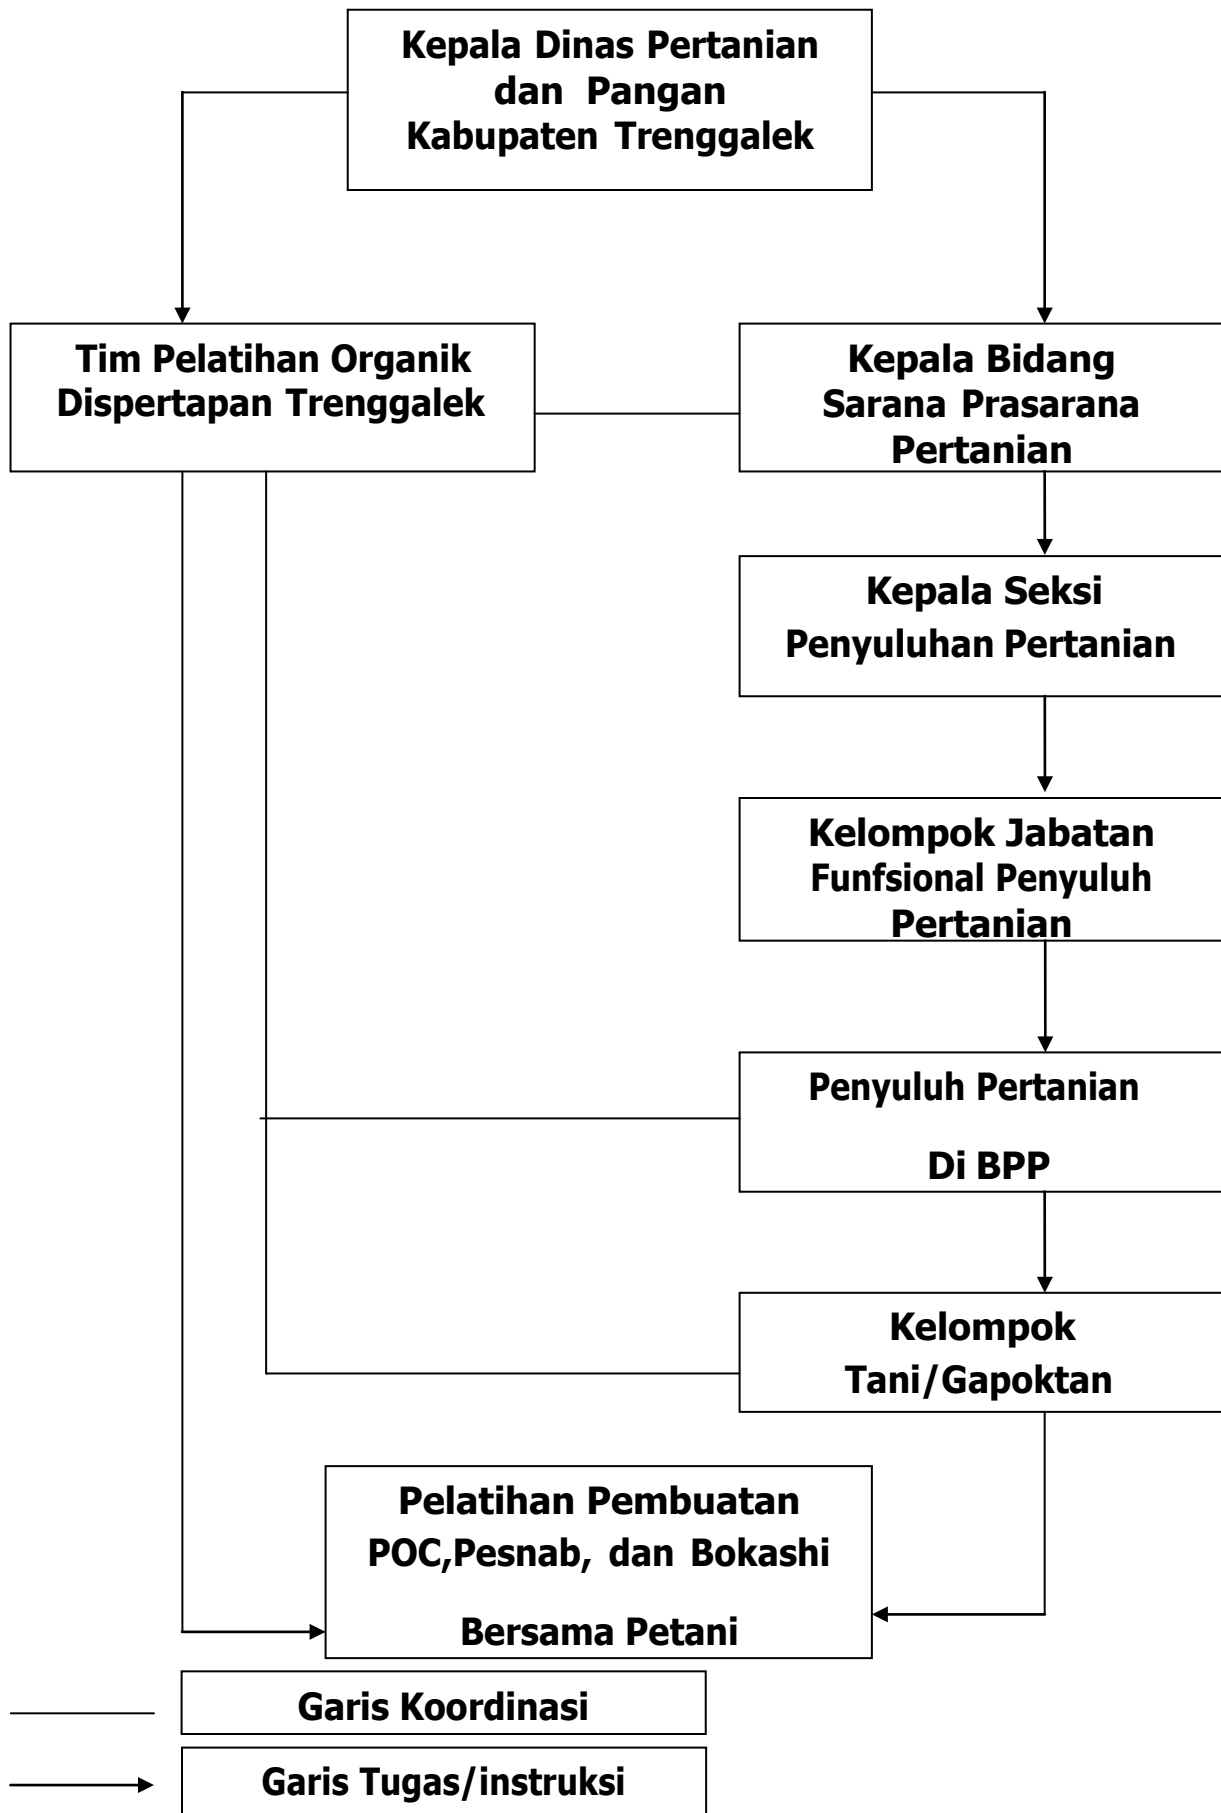 Kepala Dinas Pertanian
dan Pangan
Kabupaten Trenggalek
Tim Pelatihan Organik
Dispertapan Trenggalek
Kepala Bidang
Sarana Prasarana
Pertanian
Kepala Seksi
Penyuluhan Pertanian
Kelompok Jabatan
Funfsional Penyuluh
Pertanian
Penyuluh Pertanian
Di BPP
Kelompok
Tani/Gapoktan
Pelatihan Pembuatan
POC,Pesnab, dan Bokashi
Bersama Petani
Garis Koordinasi
Garis Tugas/instruksi